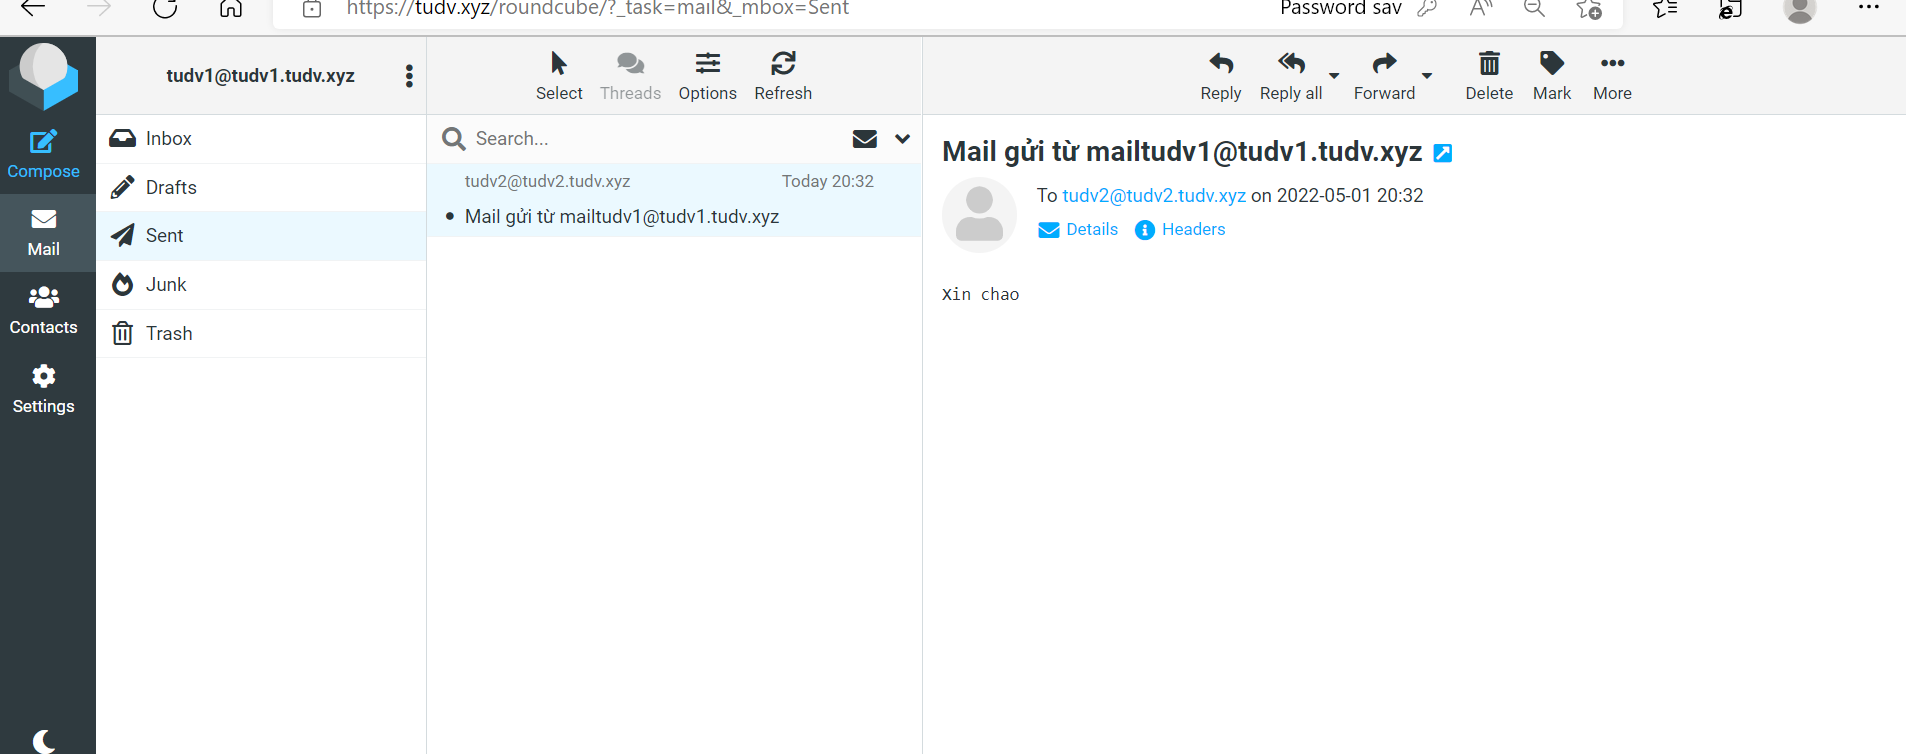 https://tudv.xyz/roundcube/?_task=mail&_mbox=Sent
Password sav
tudv1@tudv1.tudv.xyz
Select
Threads
Options
Refresh
Reply
Reply all
Forward
Delete
Mark
More
Compose
Mail
Contacts
Settings
Inbox
Drafts
Sent
Junk
Trash
Search...
tudv2@tudv2.tudv.xyz Today 20:32
Mail gửi từ mailtudv1@tudv1.tudv.xyz
Mail gửi từ mailtudv1@tudv1.tudv.xyz
To tudv2@tudv2.tudv.xyz on 2022-05-01 20:32
Details Headers
Xin chao